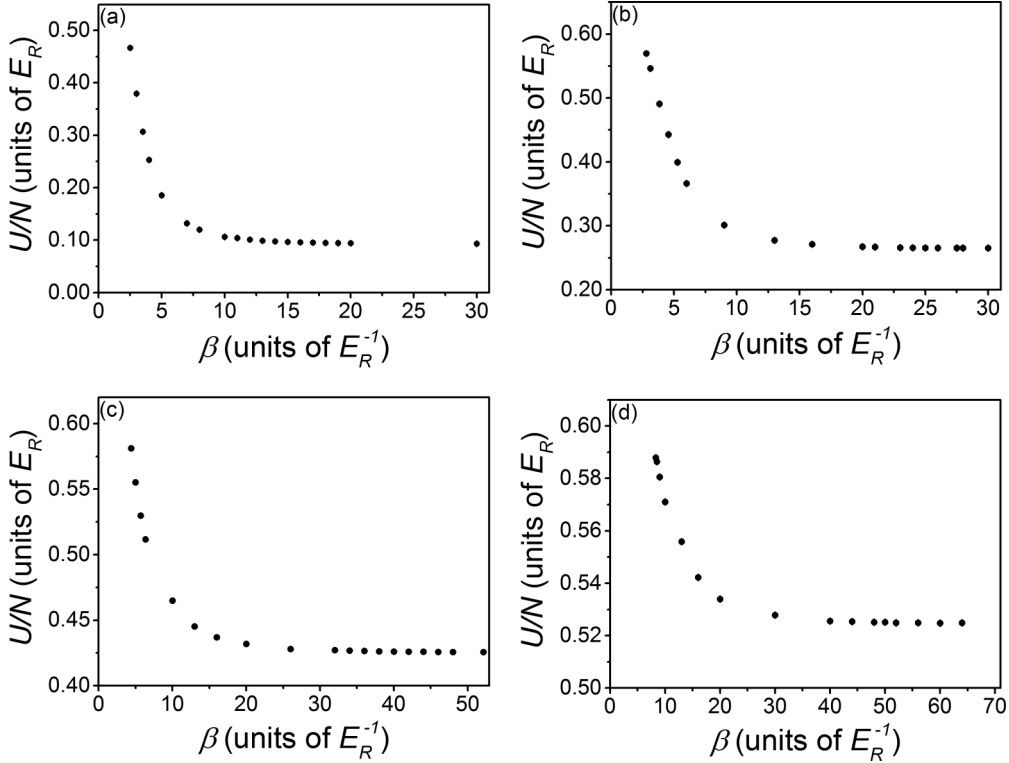 (a)
0.50
0.40
0.30
0.20
0.10
0.00
0 5 10 15 20 25 30
U/N (units of E_R)
β (units of E_R^-1)
(b)
0.60
0.50
0.40
0.30
0.20
0 5 10 15 20 25 30
U/N (units of E_R)
β (units of E_R^-1)
(c)
0.60
0.55
0.50
0.45
0.40
0 10 20 30 40 50
U/N (units of E_R)
β (units of E_R^-1)
(d)
0.60
0.58
0.56
0.54
0.52
0.50
0 10 20 30 40 50 60 70
U/N (units of E_R)
β (units of E_R^-1)